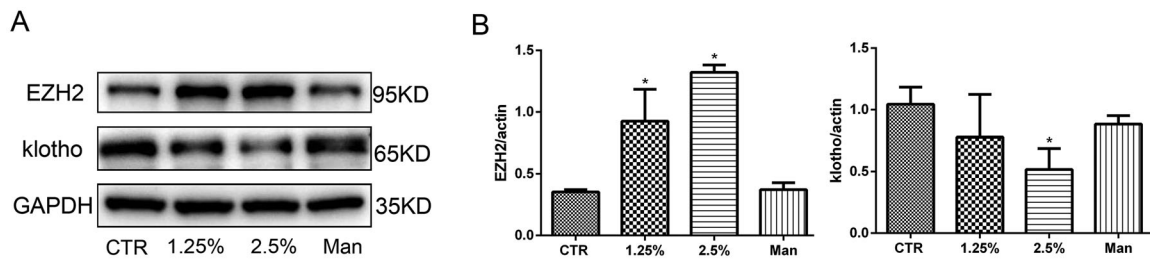 A
EZH2
95KD
klotho
65KD
GAPDH
35KD
CTR 1.25% 2.5% Man
B
EZH2/actin
1.5
1.0
0.5
0.0
*
*
CTR 1.25% 2.5% Man
klotho/actin
1.5
1.0
0.5
0.0
*
CTR 1.25% 2.5% Man